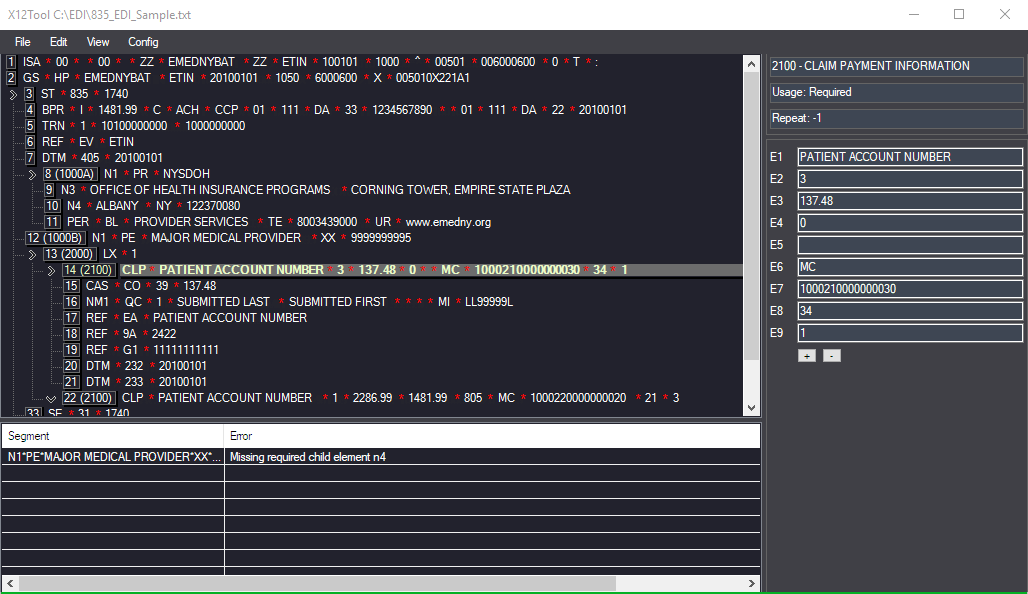 X12Tool C:\EDI\835_EDI_Sample.txt
File Edit View Config
1 ISA * 00 * * 00 * * ZZ * EMEDNYBAT * ZZ * ETIN * 100101 * 1000 * ^ * 00501 * 006000600 * 0 * T * :
2 GS * HP * EMEDNYBAT * ETIN * 20100101 * 1050 * 6000600 * X * 005010X221A1
3 ST * 835 * 1740
4 BPR * I * 1481.99 * C * ACH * CCP * 01 * 111 * DA * 33 * 1234567890 * * 01 * 111 * DA * 22 * 20100101
5 TRN * 1 * 10100000000 * 1000000000
6 REF * EV * ETIN
7 DTM * 405 * 20100101
8 (1000A) N1 * PR * NYSDOH
9 N3 * OFFICE OF HEALTH INSURANCE PROGRAMS * CORNING TOWER, EMPIRE STATE PLAZA
10 N4 * ALBANY * NY * 122370080
11 PER * BL * PROVIDER SERVICES * TE * 8003439000 * UR * www.emedny.org
12 (1000B) N1 * PE * MAJOR MEDICAL PROVIDER * XX * 9999999995
13 (2000) LX * 1
14 (2100) CLP * PATIENT ACCOUNT NUMBER * 3 * 137.48 * 0 * * MC * 1000210000000030 * 34 * 1
15 CAS * CO * 39 * 137.48
16 NM1 * QC * 1 * SUBMITTED LAST * SUBMITTED FIRST * * * * MI * LL99999L
17 REF * EA * PATIENT ACCOUNT NUMBER
18 REF * 9A * 2422
19 REF * G1 * 11111111111
20 DTM * 232 * 20100101
21 DTM * 233 * 20100101
22 (2100) CLP * PATIENT ACCOUNT NUMBER * 1 * 2286.99 * 1481.99 * 805 * MC * 1000220000000020 * 21 * 3
33 SE * 31 * 1740
Segment Error
N1*PE*MAJOR MEDICAL PROVIDER*XX*... Missing required child element n4
2100 - CLAIM PAYMENT INFORMATION
Usage: Required
Repeat: -1
E1 PATIENT ACCOUNT NUMBER
E2 3
E3 137.48
E4 0
E5
E6 MC
E7 1000210000000030
E8 34
E9 1
+ -